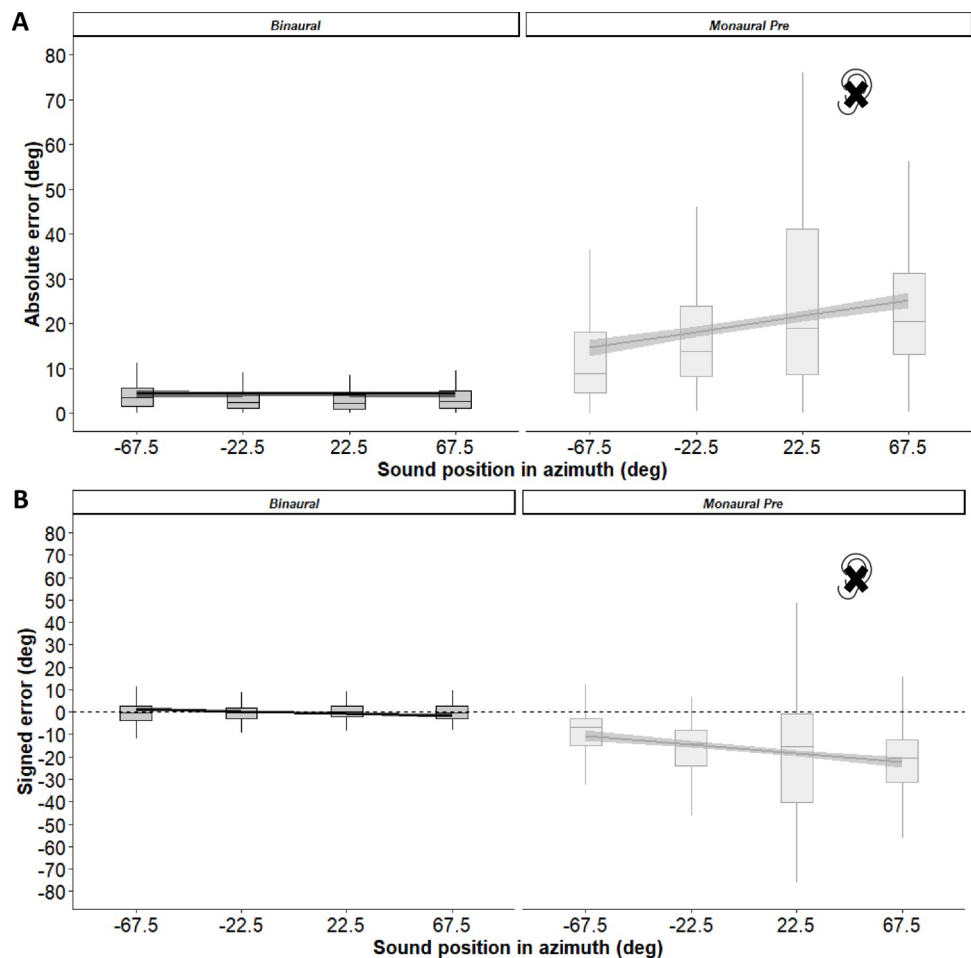 A
Binaural
Monaural Pre
Absolute error (deg)
80
70
60
50
40
30
20
10
0
-67.5 -22.5 22.5 67.5 -67.5 -22.5 22.5 67.5
Sound position in azimuth (deg)
B
Binaural
Monaural Pre
Signed error (deg)
80
70
60
50
40
30
20
10
0
-10
-20
-30
-40
-50
-60
-70
-80
-67.5 -22.5 22.5 67.5 -67.5 -22.5 22.5 67.5
Sound position in azimuth (deg)